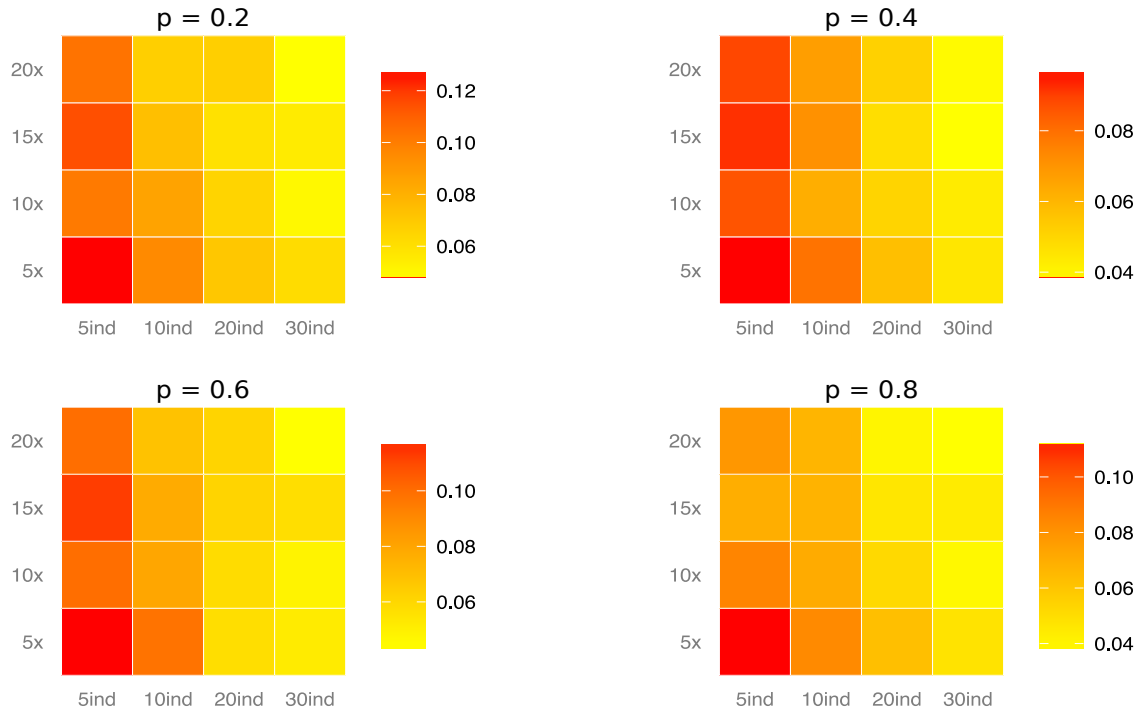 p = 0.2
20x
15x
10x
5x
5ind 10ind 20ind 30ind
0.12
0.10
0.08
0.06
p = 0.4
20x
15x
10x
5x
5ind 10ind 20ind 30ind
0.08
0.06
0.04
p = 0.6
20x
15x
10x
5x
5ind 10ind 20ind 30ind
0.10
0.08
0.06
p = 0.8
20x
15x
10x
5x
5ind 10ind 20ind 30ind
0.10
0.08
0.06
0.04